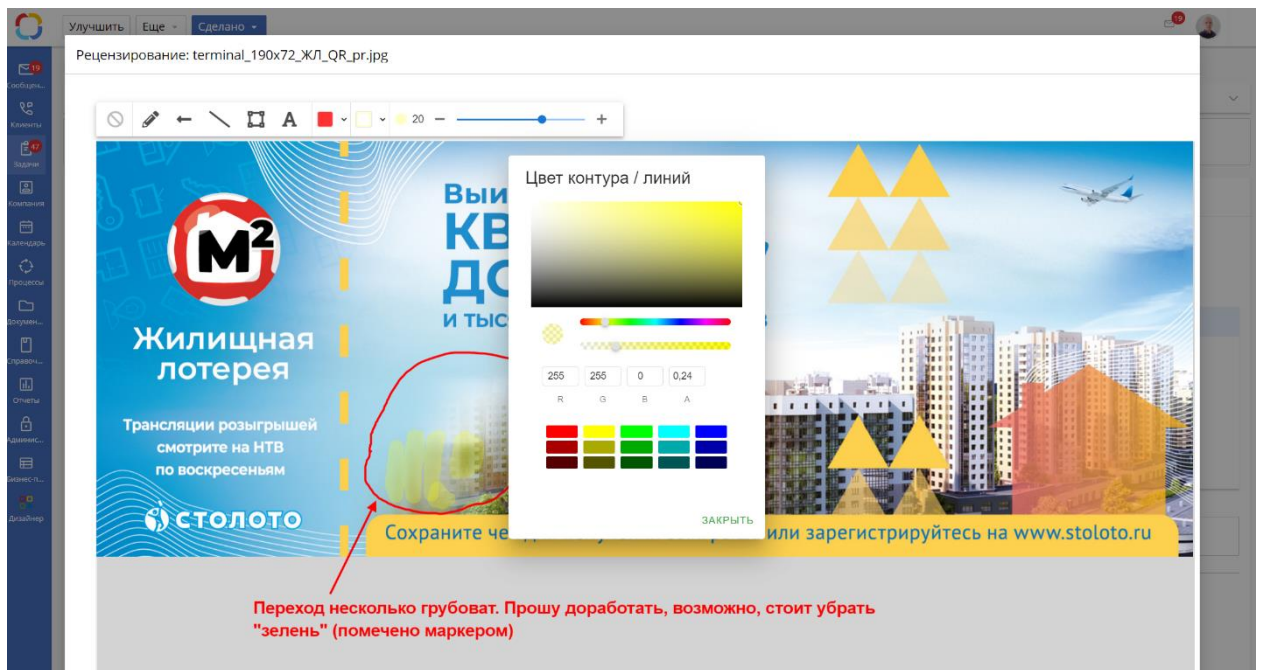 Улучшить Еще Сделано 19
Рецензирование: terminal_190x72_ЖЛ_QR_pr.jpg
19
Сообщен...
Клиенты
47
Задачи
Компания
Календарь
Процессы
Докумен...
Справоч...
Отчеты
Админис...
Бизнес-п...
Дизайнер
A 20
М²
Жилищная
лотерея
Трансляции розыгрышей
смотрите на НТВ
по воскресеньям
СТОЛОТО
Выи
КВ
ДО
и тыс
Цвет контура / линий
255 255 0 0,24
R G B A
ЗАКРЫТЬ
Сохраните че или зарегистрируйтесь на www.stoloto.ru
Переход несколько грубоват. Прошу доработать, возможно, стоит убрать
"зелень" (помечено маркером)